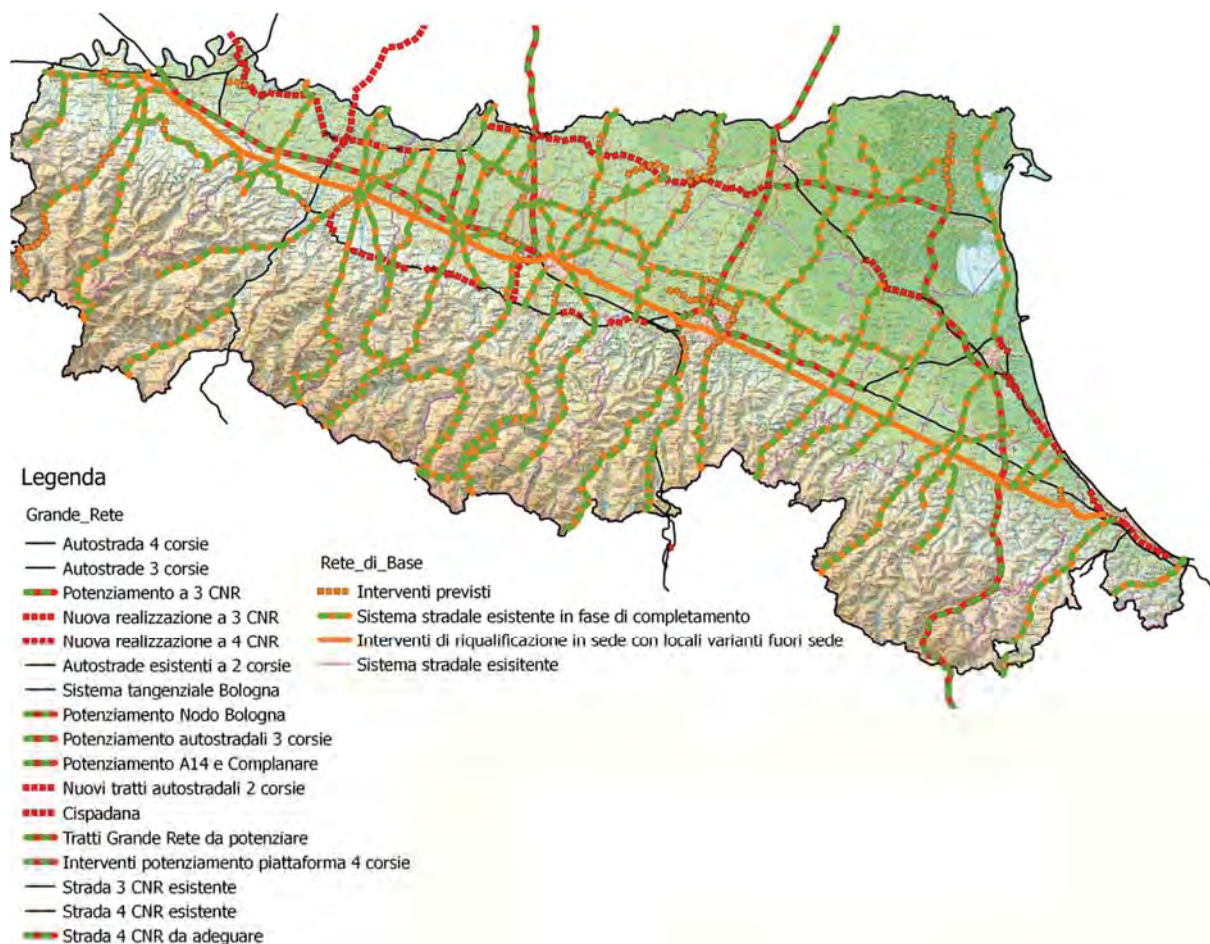 Legenda
Grande_Rete
Autostrada 4 corsie
Autostrade 3 corsie
Potenziamento a 3 CNR
Nuova realizzazione a 3 CNR
Nuova realizzazione a 4 CNR
Autostrade esistenti a 2 corsie
Sistema tangenziale Bologna
Potenziamento Nodo Bologna
Potenziamento autostradali 3 corsie
Potenziamento A14 e Complanare
Nuovi tratti autostradali 2 corsie
Cispadana
Tratti Grande Rete da potenziare
Interventi potenziamento piattaforma 4 corsie
Strada 3 CNR esistente
Strada 4 CNR esistente
Strada 4 CNR da adeguare
Rete_di_Base
Interventi previsti
Sistema stradale esistente in fase di completamento
Interventi di riqualificazione in sede con locali varianti fuori sede
Sistema stradale esisitente